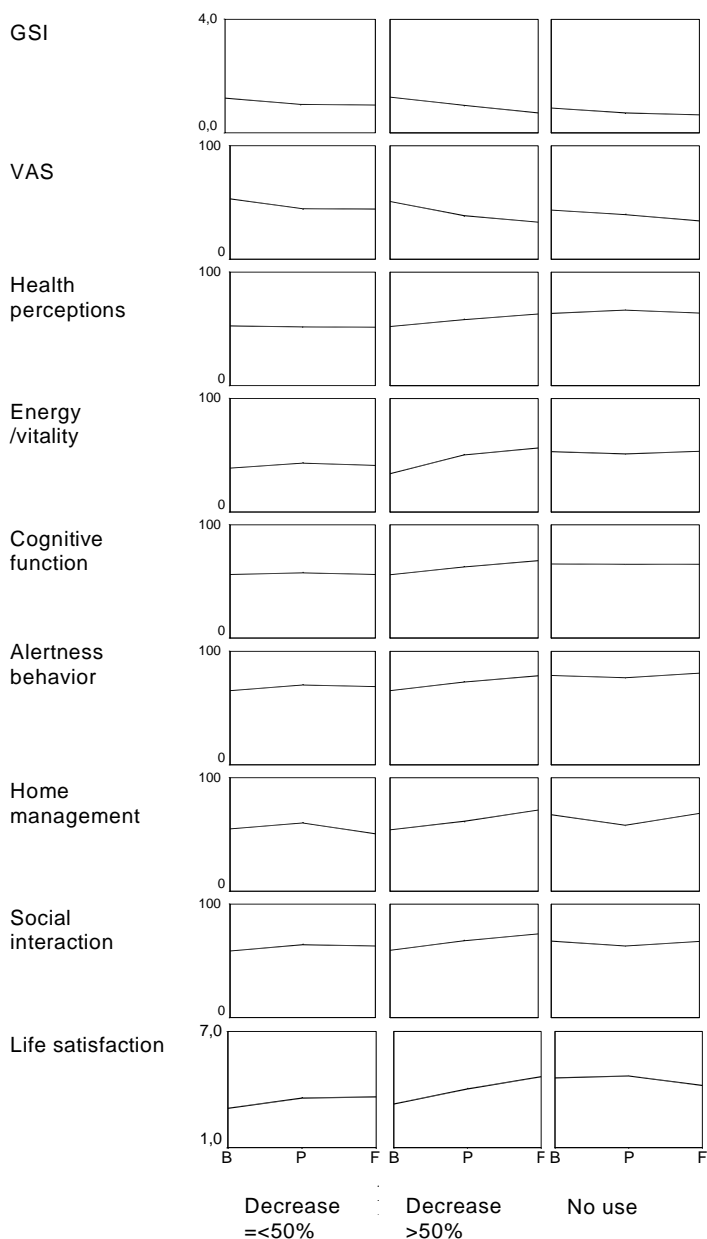 GSI
4,0
0,0
VAS
100
0
Health
perceptions
100
0
Energy
/vitality
100
0
Cognitive
function
100
0
Alertness
behavior
100
0
Home
management
100
0
Social
interaction
100
0
Life satisfaction
7,0
1,0
B P F B P F B P F
Decrease
=<50%
Decrease
>50%
No use